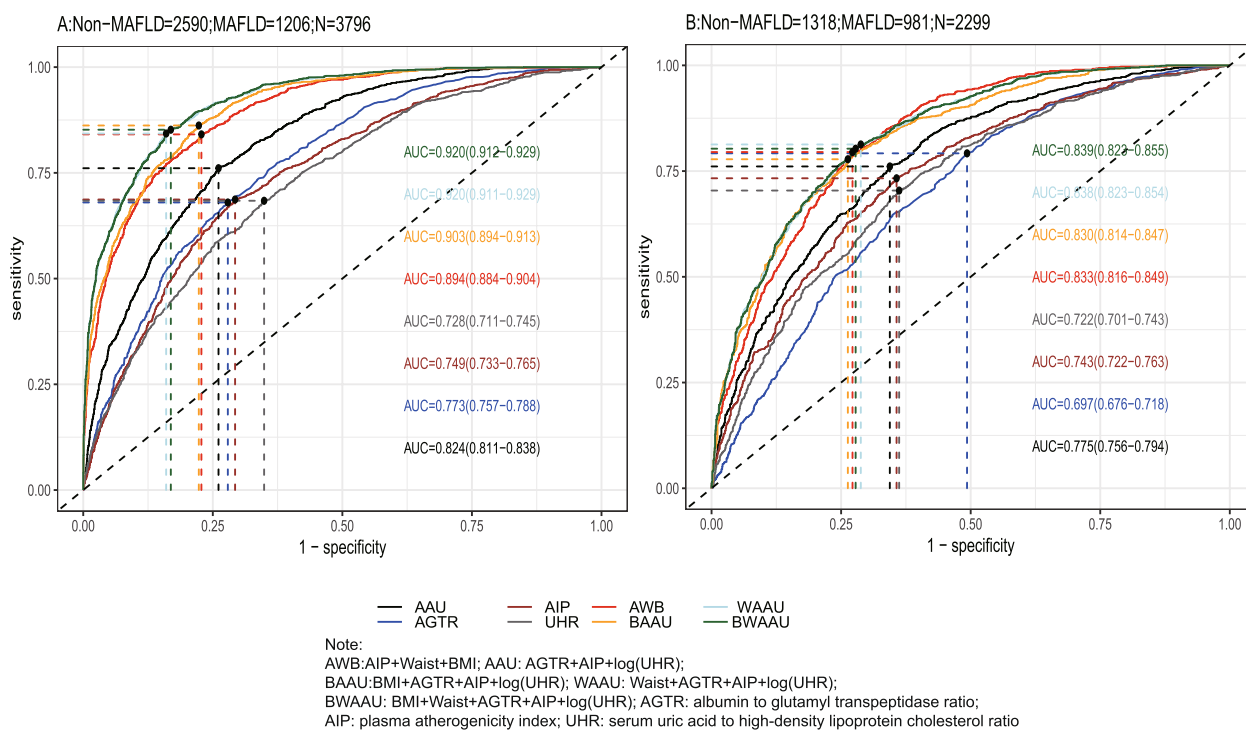 A:Non−MAFLD=2590;MAFLD=1206;N=3796
1.00
0.75
0.50
0.25
0.00
sensitivity
AUC=0.920(0.912−0.929)
AUC=0.920(0.911−0.929)
AUC=0.903(0.894−0.913)
AUC=0.894(0.884−0.904)
AUC=0.728(0.711−0.745)
AUC=0.749(0.733−0.765)
AUC=0.773(0.757−0.788)
AUC=0.824(0.811−0.838)
0.00 0.25 0.50 0.75 1.00
1 − specificity
B:Non−MAFLD=1318;MAFLD=981;N=2299
1.00
0.75
0.50
0.25
0.00
sensitivity
AUC=0.839(0.823−0.855)
AUC=0.838(0.823−0.854)
AUC=0.830(0.814−0.847)
AUC=0.833(0.816−0.849)
AUC=0.722(0.701−0.743)
AUC=0.743(0.722−0.763)
AUC=0.697(0.676−0.718)
AUC=0.775(0.756−0.794)
0.00 0.25 0.50 0.75 1.00
1 − specificity
AAU AIP AWB WAAU
AGTR UHR BAAU BWAAU
Note:
AWB:AIP+Waist+BMI; AAU: AGTR+AIP+log(UHR);
BAAU:BMI+AGTR+AIP+log(UHR); WAAU: Waist+AGTR+AIP+log(UHR);
BWAAU: BMI+Waist+AGTR+AIP+log(UHR); AGTR: albumin to glutamyl transpeptidase ratio;
AIP: plasma atherogenicity index; UHR: serum uric acid to high-density lipoprotein cholesterol ratio